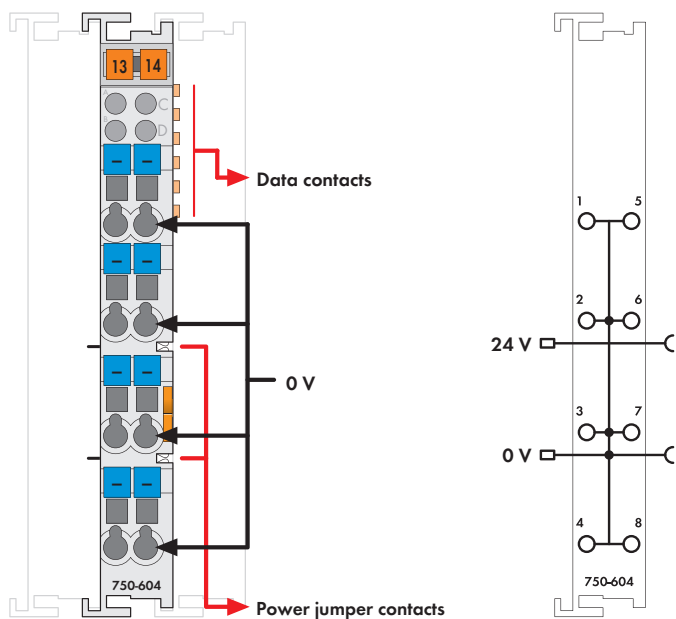 13 14
A C
B D
- -
Data contacts
- -
0 V
- -
- -
750-604
Power jumper contacts
1 5
2 6
24 V
3 7
0 V
4 8
750-604